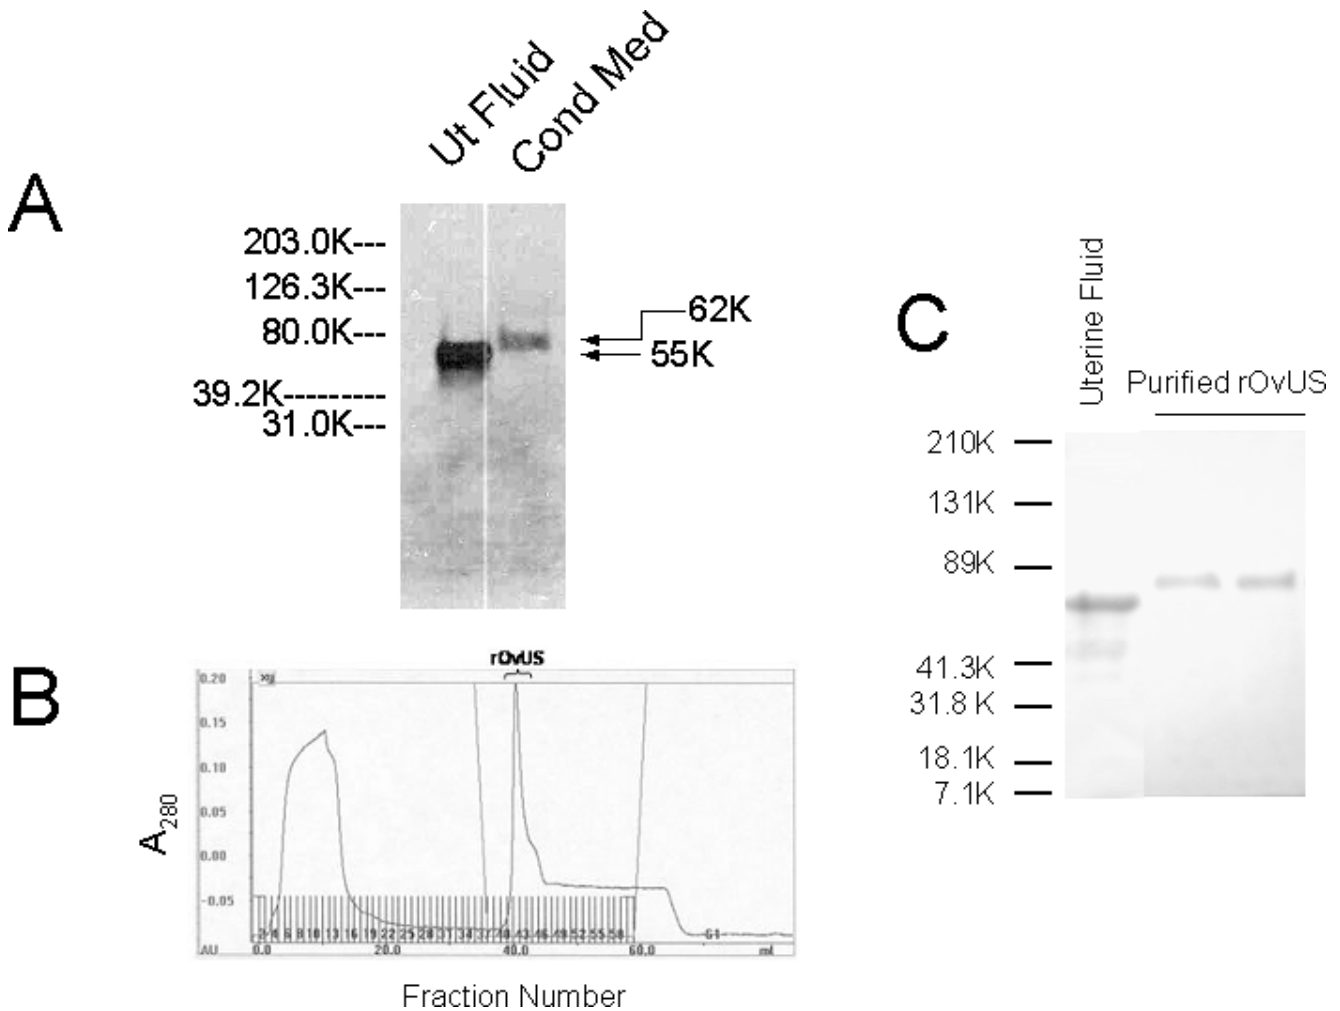 A
Ut Fluid
Cond Med
203.0K---
126.3K---
80.0K---
39.2K---------
31.0K---
62K
55K
B
rOvUS
0.20
0.15
0.10
0.05
0.00
-0.05
AU
0.0
20.0
40.0
60.0
ml
A280
Fraction Number
C
Uterine Fluid
Purified rOvUS
210K
131K
89K
41.3K
31.8 K
18.1K
7.1K